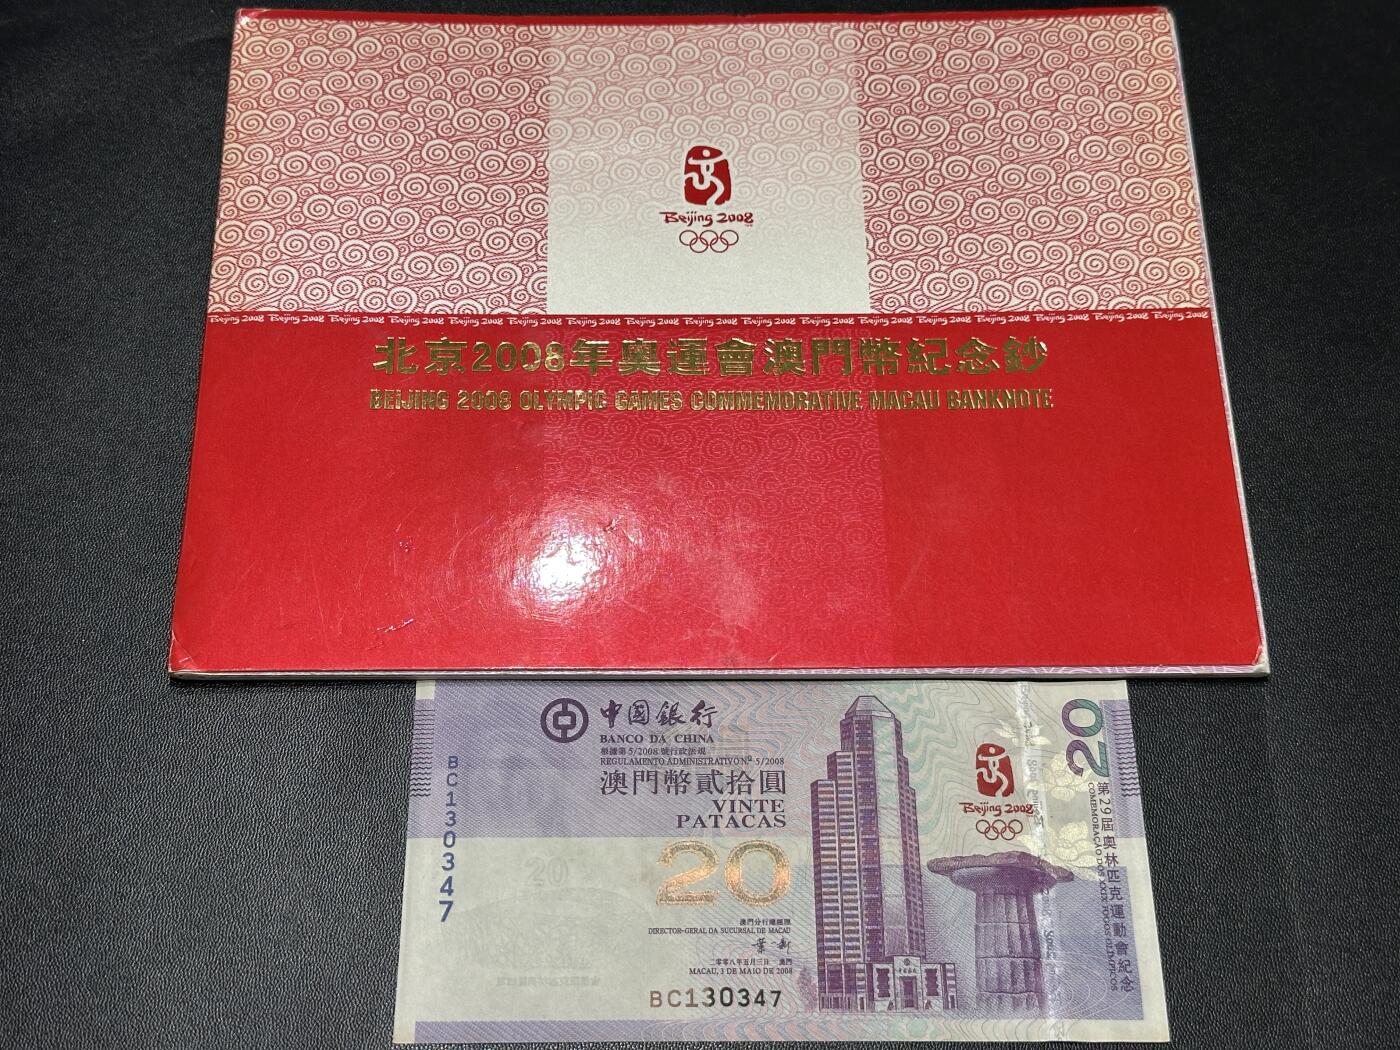 Beijing 2008
Beijing 2008 Beijing 2008 Beijing 2008 Beijing 2008 Beijing 2008 Beijing 2008 Beijing 2008 Beijing 2008 Beijing 2008 Beijing 2008 Beijing 2008 Beijing 2008 Beijing 2008 Beijing 2008 Beijing 2008 Beijing 2008 Beijing 2008
北京2008年奧運會澳門幣紀念鈔
BEIJING 2008 OLYMPIC GAMES COMMEMORATIVE MACAU BANKNOTE
中國銀行
BANCO DA CHINA
根據第5/2008號行政法規
REGULAMENTO ADMINISTRATIVO Nº 5/2008
澳門幣貳拾圓
VINTE
PATACAS
20
澳門分行總經理
DIRECTOR-GERAL DA SUCURSAL DE MACAU
二零零八年五月三日 澳門
MACAU, 3 DE MAIO DE 2008
BC130347
BC130347
20
Beijing 2008
20
第29屆奧林匹克運動會紀念
COMEMORAÇÃO DOS XXIX JOGOS OLÍMPICOS